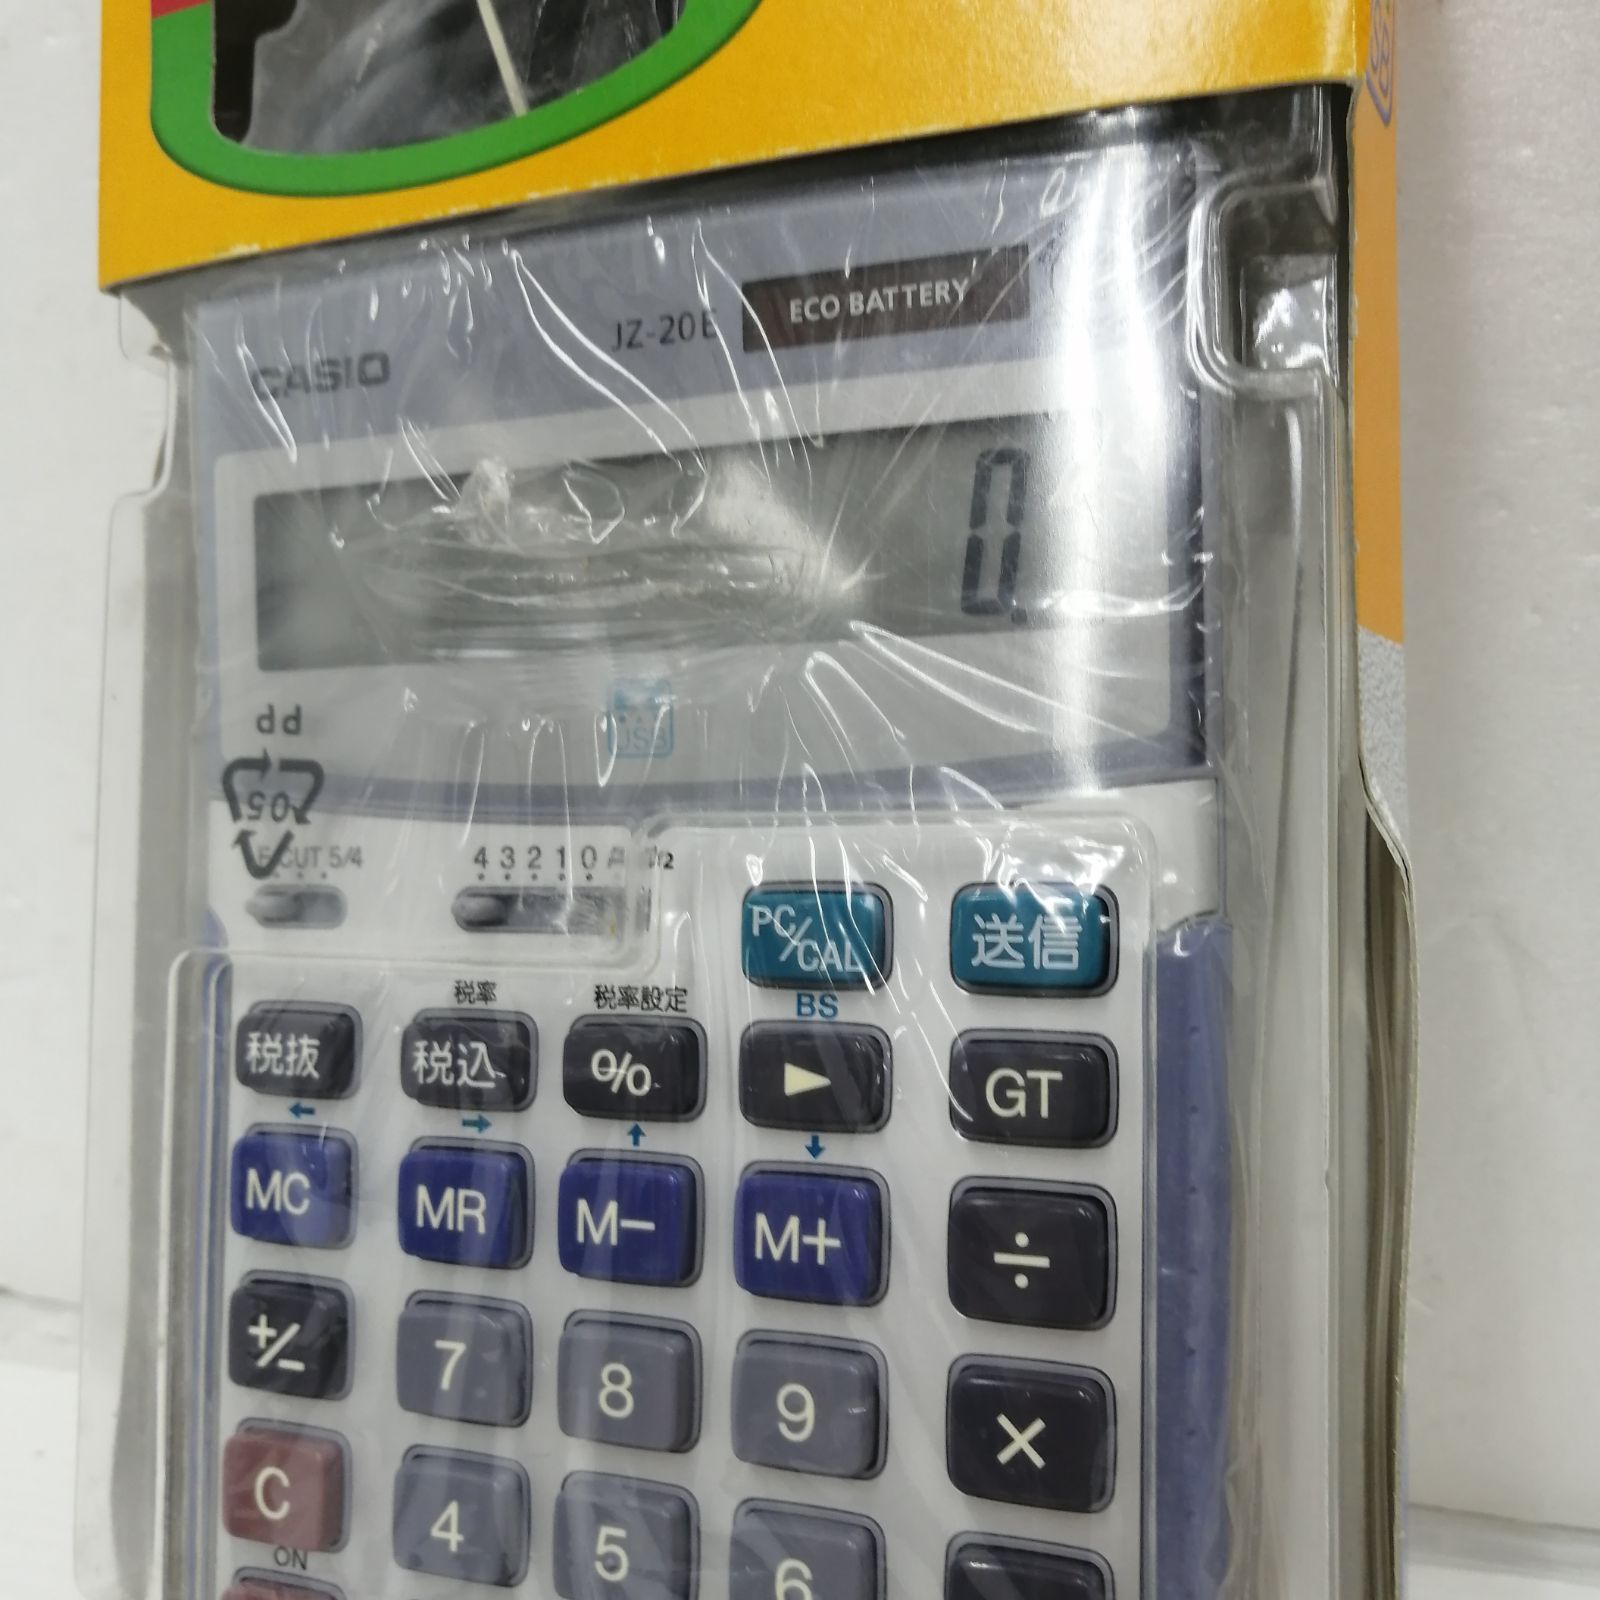 ECO BATTERY
JZ-20E
CASIO
0.
USB
PP
05
F CUT 5/4
4 3 2 1 0 A
PC/CAL
送信
税率
税率設定
BS
税抜
税込
%
▶
GT
← → ↑ ↓
MC
MR
M−
M+
÷
+/−
7
8
9
×
C
4
5
6
ON